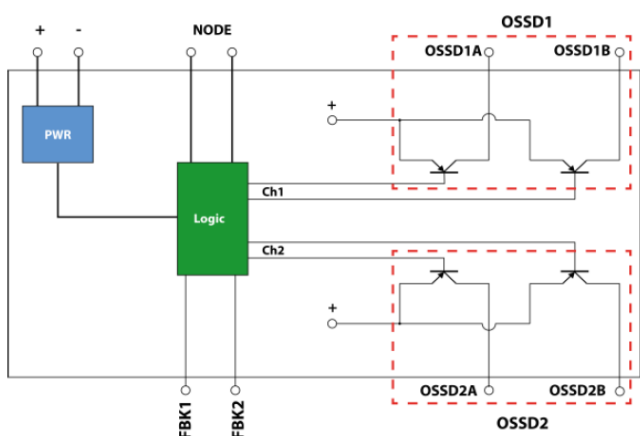 OSSD1
+ - NODE OSSD1A OSSD1B
+
PWR
Ch1
Logic
Ch2
+
FBK1 FBK2 OSSD2A OSSD2B
OSSD2